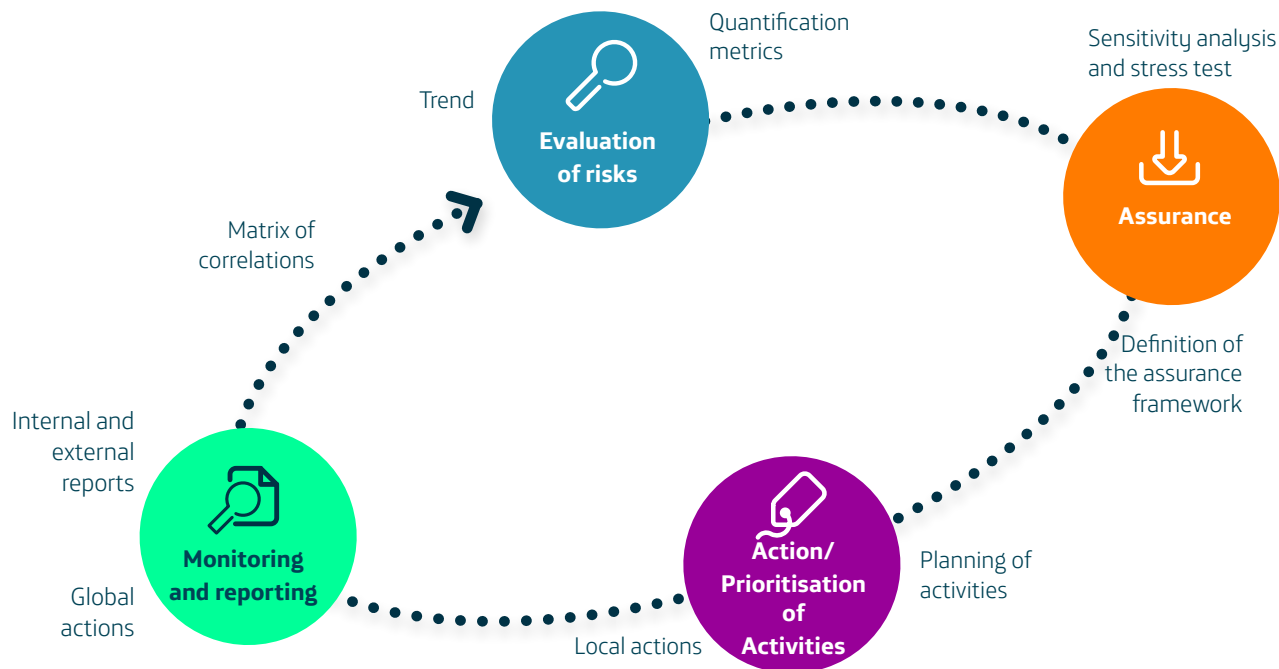 Quantification
metrics
Trend
Evaluation
of risks
Sensitivity analysis
and stress test
Assurance
Definition of
the assurance
framework
Action/
Prioritisation
of
Activities
Planning of
activities
Local actions
Monitoring
and reporting
Global
actions
Internal and
external
reports
Matrix of
correlations